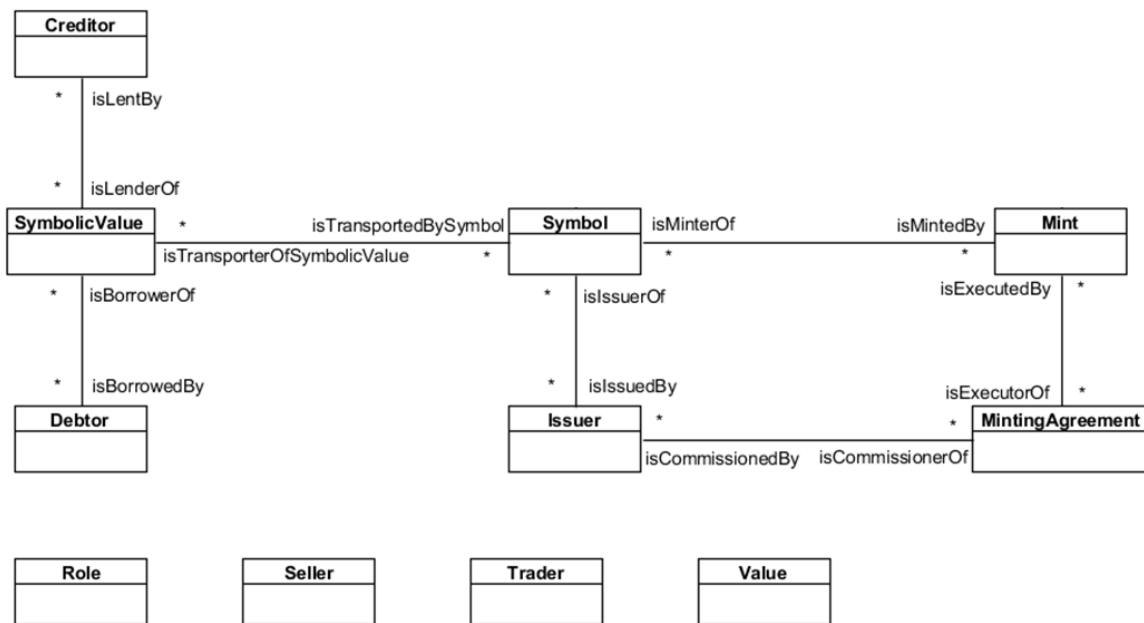 Creditor
* isLentBy
* isLenderOf
SymbolicValue * isTransportedBySymbol Symbol isMinterOf isMintedBy Mint
isTransporterOfSymbolicValue * * *
* isBorrowerOf * isIssuerOf isExecutedBy *
* isBorrowedBy * isIssuedBy isExecutorOf *
Debtor Issuer * * MintingAgreement
isCommissionedBy isCommissionerOf
Role Seller Trader Value